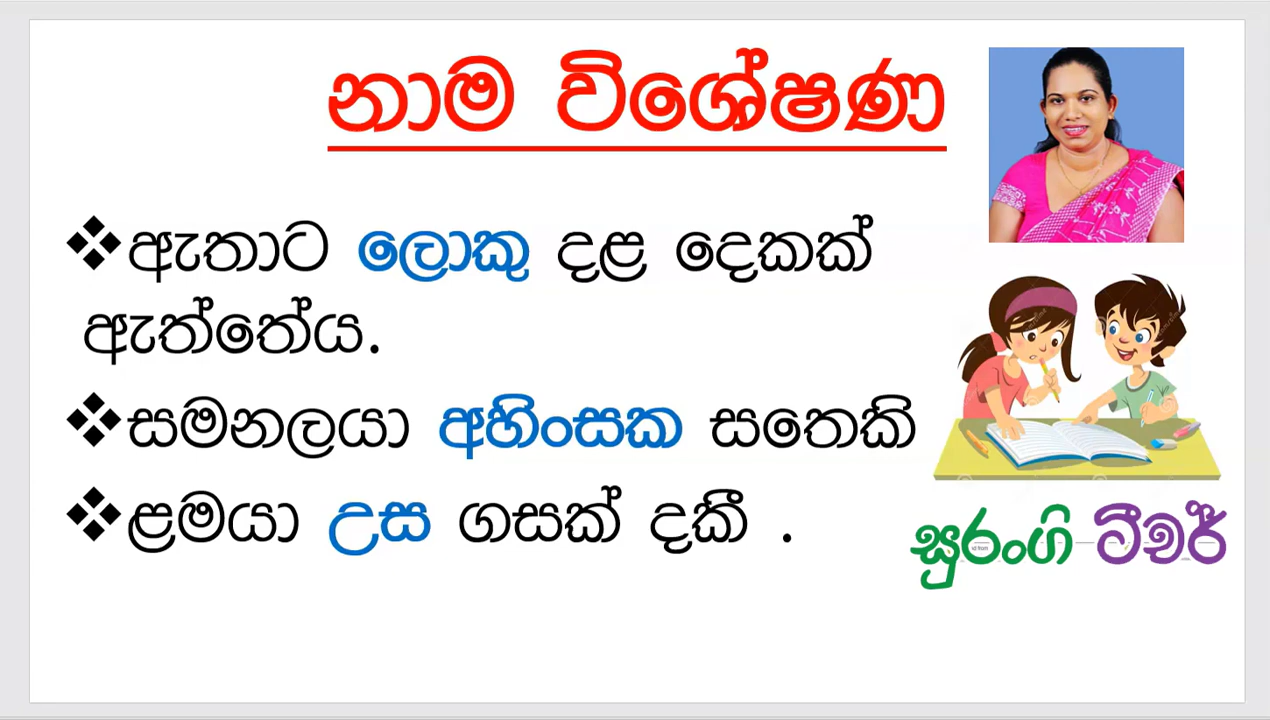 නාම විශේෂණ
❖ඇතාට ලොකු දළ දෙකක්
ඇත්තේය.
❖සමනලයා අහිංසක සතෙකි
❖ළමයා උස ගසක් දකී .
සුරංගි ටීචර්